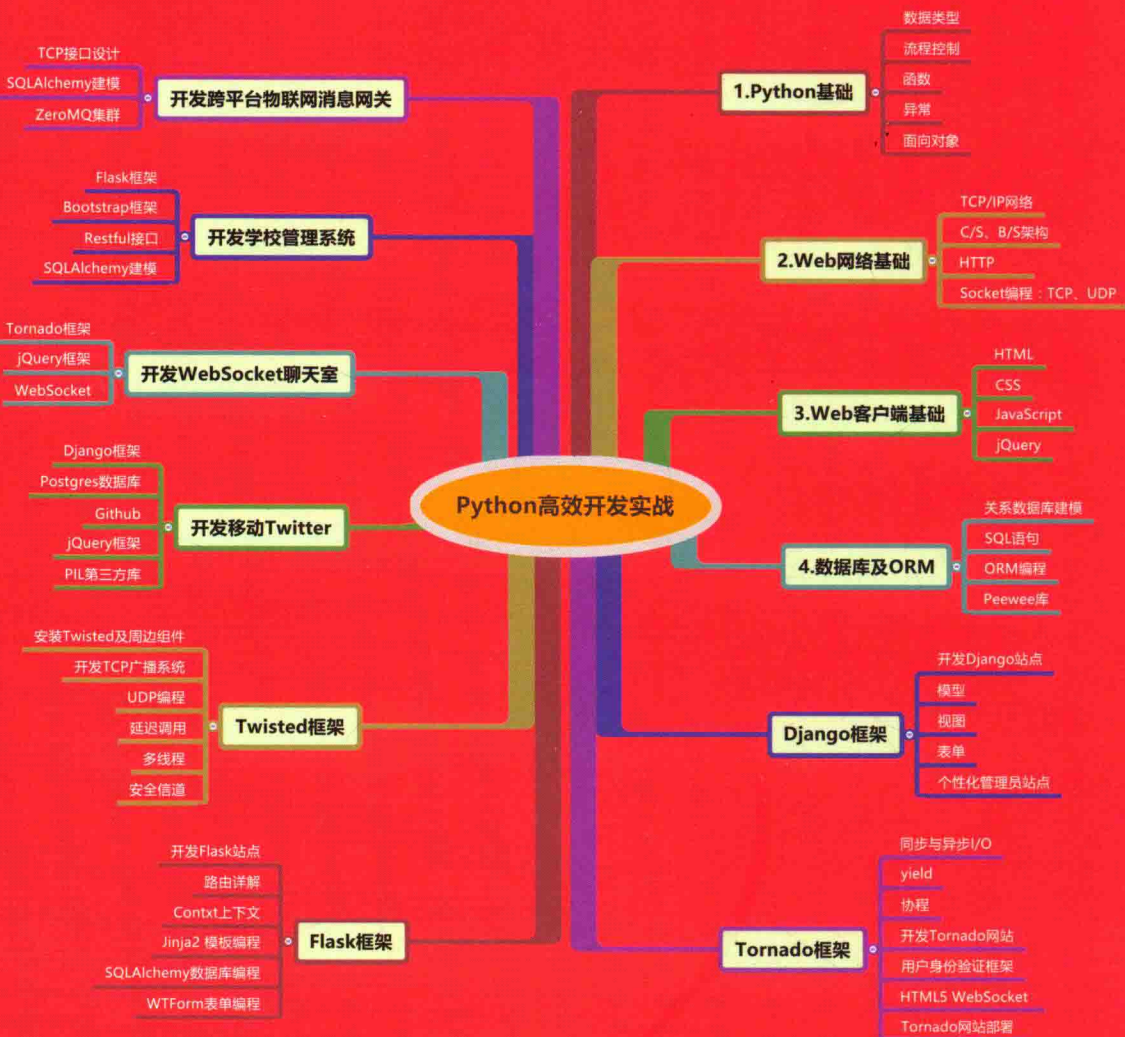 Python高效开发实战
1.Python基础
数据类型
流程控制
函数
异常
面向对象
2.Web网络基础
TCP/IP网络
C/S、B/S架构
HTTP
Socket编程：TCP、UDP
3.Web客户端基础
HTML
CSS
JavaScript
jQuery
4.数据库及ORM
关系数据库建模
SQL语句
ORM编程
Peewee库
Django框架
开发Django站点
模型
视图
表单
个性化管理员站点
Tornado框架
同步与异步I/O
yield
协程
开发Tornado网站
用户身份验证框架
HTML5 WebSocket
Tornado网站部署
开发跨平台物联网消息网关
TCP接口设计
SQLAlchemy建模
ZeroMQ集群
开发学校管理系统
Flask框架
Bootstrap框架
Restful接口
SQLAlchemy建模
开发WebSocket聊天室
Tornado框架
jQuery框架
WebSocket
开发移动Twitter
Django框架
Postgres数据库
Github
jQuery框架
PIL第三方库
Twisted框架
安装Twisted及周边组件
开发TCP广播系统
UDP编程
延迟调用
多线程
安全信道
Flask框架
开发Flask站点
路由详解
Contxt上下文
Jinja2 模板编程
SQLAlchemy数据库编程
WTForm表单编程